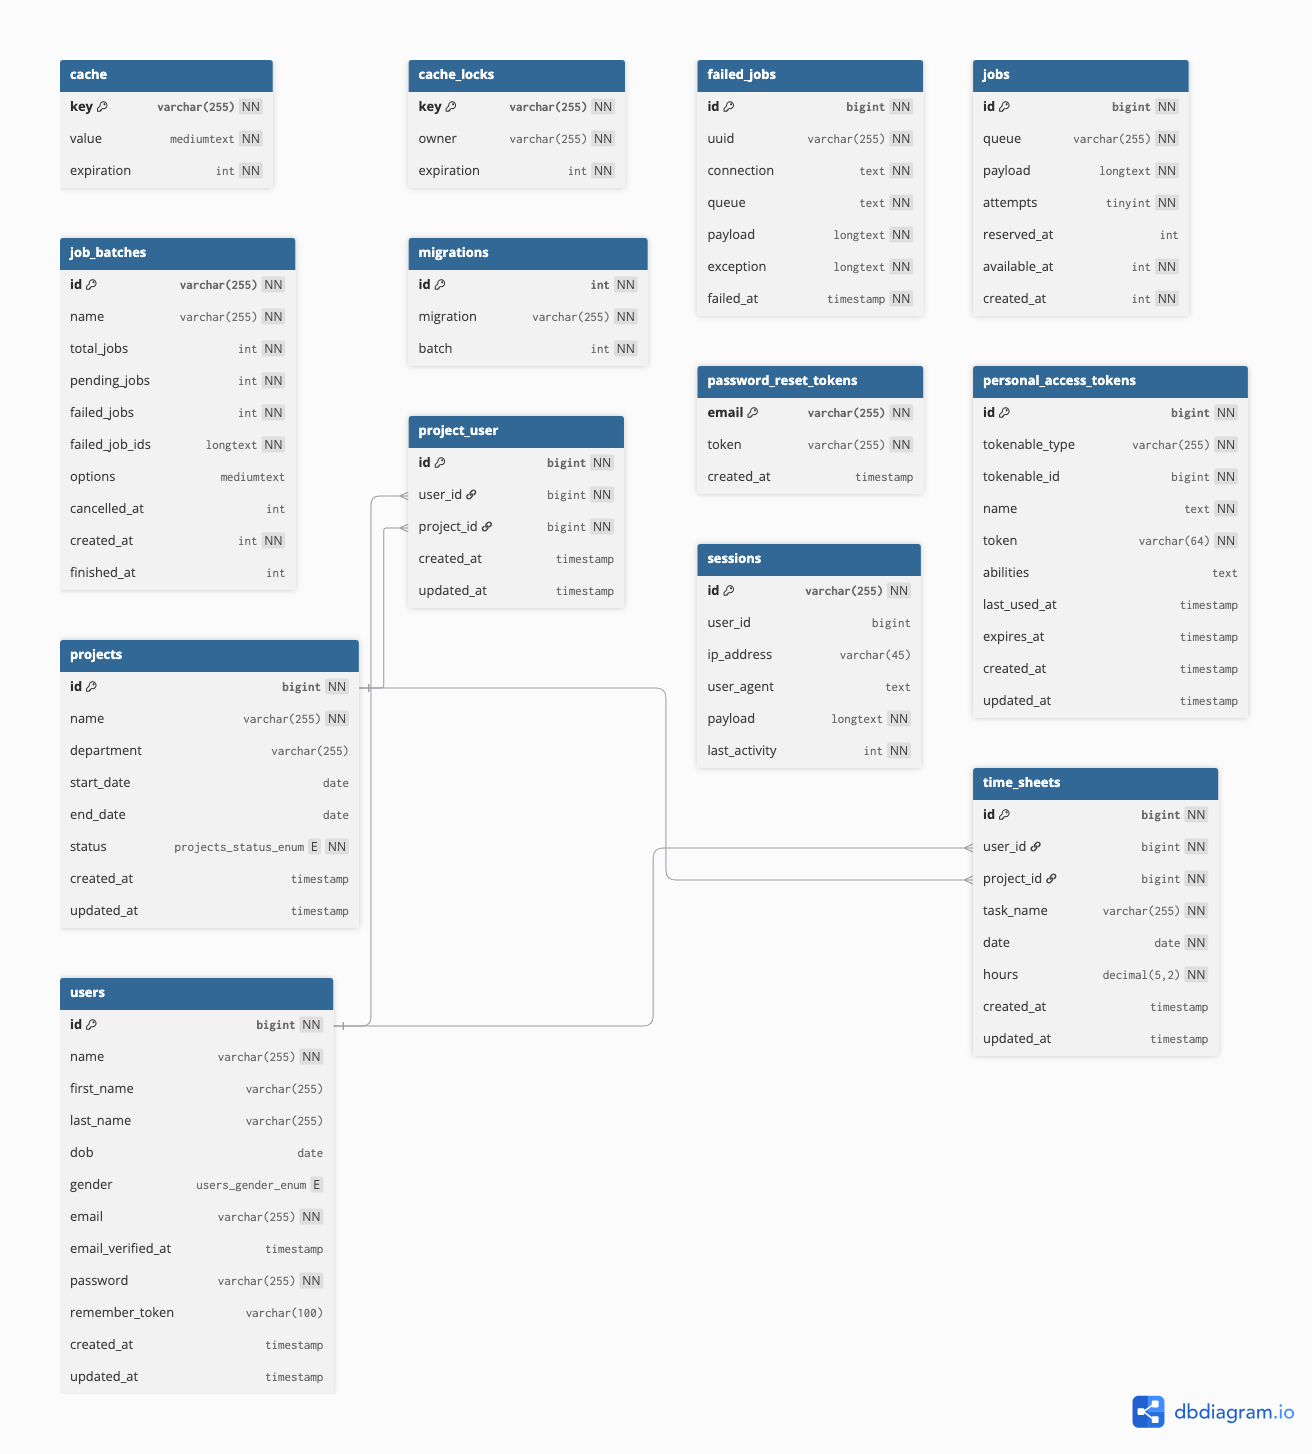 cache
key varchar(255) NN
value mediumtext NN
expiration int NN
cache_locks
key varchar(255) NN
owner varchar(255) NN
expiration int NN
failed_jobs
id bigint NN
uuid varchar(255) NN
connection text NN
queue text NN
payload longtext NN
exception longtext NN
failed_at timestamp NN
jobs
id bigint NN
queue varchar(255) NN
payload longtext NN
attempts tinyint NN
reserved_at int
available_at int NN
created_at int NN
job_batches
id varchar(255) NN
name varchar(255) NN
total_jobs int NN
pending_jobs int NN
failed_jobs int NN
failed_job_ids longtext NN
options mediumtext
cancelled_at int
created_at int NN
finished_at int
migrations
id int NN
migration varchar(255) NN
batch int NN
password_reset_tokens
email varchar(255) NN
token varchar(255) NN
created_at timestamp
personal_access_tokens
id bigint NN
tokenable_type varchar(255) NN
tokenable_id bigint NN
name text NN
token varchar(64) NN
abilities text
last_used_at timestamp
expires_at timestamp
created_at timestamp
updated_at timestamp
project_user
id bigint NN
user_id bigint NN
project_id bigint NN
created_at timestamp
updated_at timestamp
sessions
id varchar(255) NN
user_id bigint
ip_address varchar(45)
user_agent text
payload longtext NN
last_activity int NN
projects
id bigint NN
name varchar(255) NN
department varchar(255)
start_date date
end_date date
status projects_status_enum E NN
created_at timestamp
updated_at timestamp
time_sheets
id bigint NN
user_id bigint NN
project_id bigint NN
task_name varchar(255) NN
date date NN
hours decimal(5,2) NN
created_at timestamp
updated_at timestamp
users
id bigint NN
name varchar(255) NN
first_name varchar(255)
last_name varchar(255)
dob date
gender users_gender_enum E
email varchar(255) NN
email_verified_at timestamp
password varchar(255) NN
remember_token varchar(100)
created_at timestamp
updated_at timestamp
dbdiagram.io